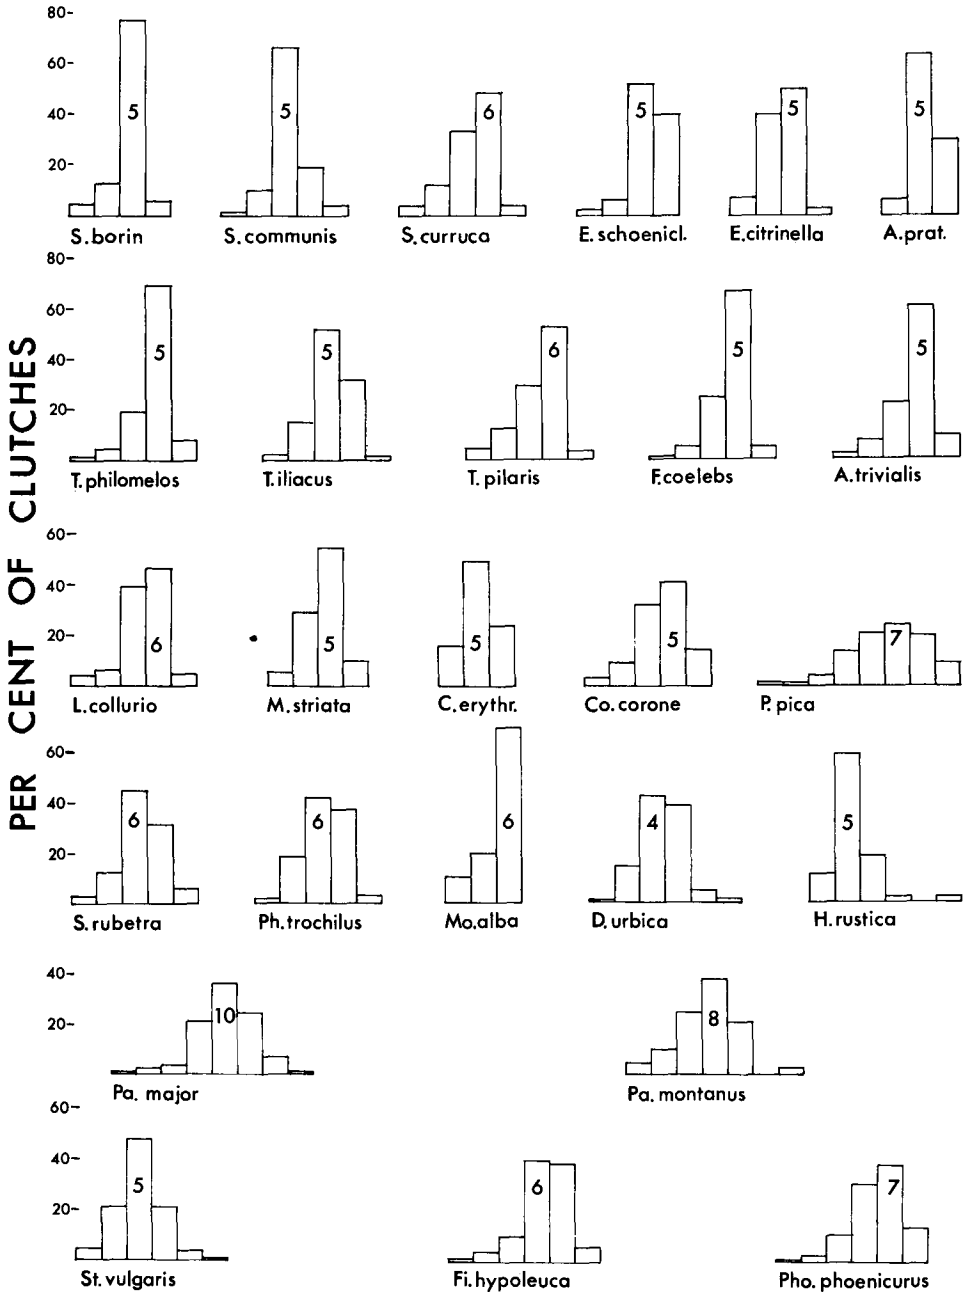 PER CENT OF CLUTCHES
80-
60-
40-
20-
5 5 6 5 5 5
S.borin S.communis S.curruca E.schoenicl. E.citrinella A.prat.
80-
60-
40-
20-
5 5 6 5 5
T.philomelos T.iliacus T.pilaris F.coelebs A.trivialis
60-
40-
20-
6 5 5 5 7
L.collurio M.striata C.erythr. Co.corone P.pica
60-
40-
20-
6 6 6 4 5
S.rubetra Ph.trochilus Mo.alba D.urbica H.rustica
40-
20-
10 8
Pa. major Pa. montanus
60-
40-
20-
5 6 7
St.vulgaris Fi.hypoleuca Pho. phoenicurus